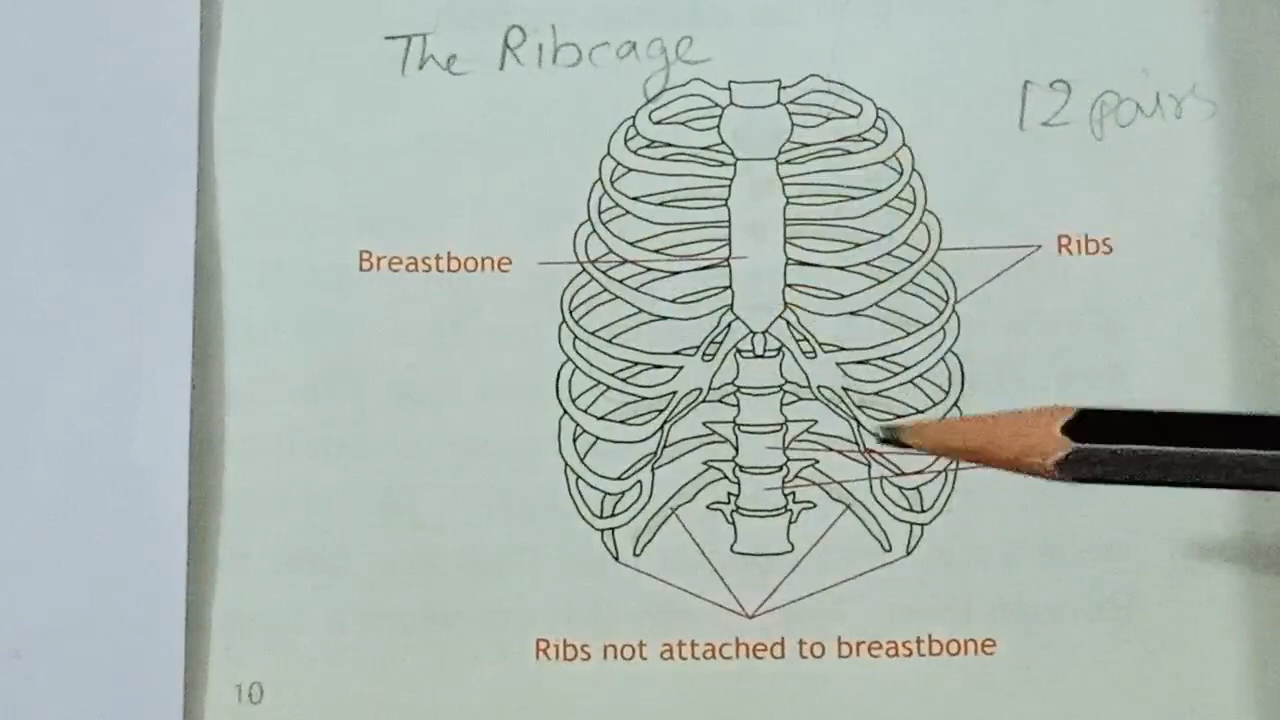 The Ribcage
12 pairs
Breastbone
Ribs
Ribs not attached to breastbone
10